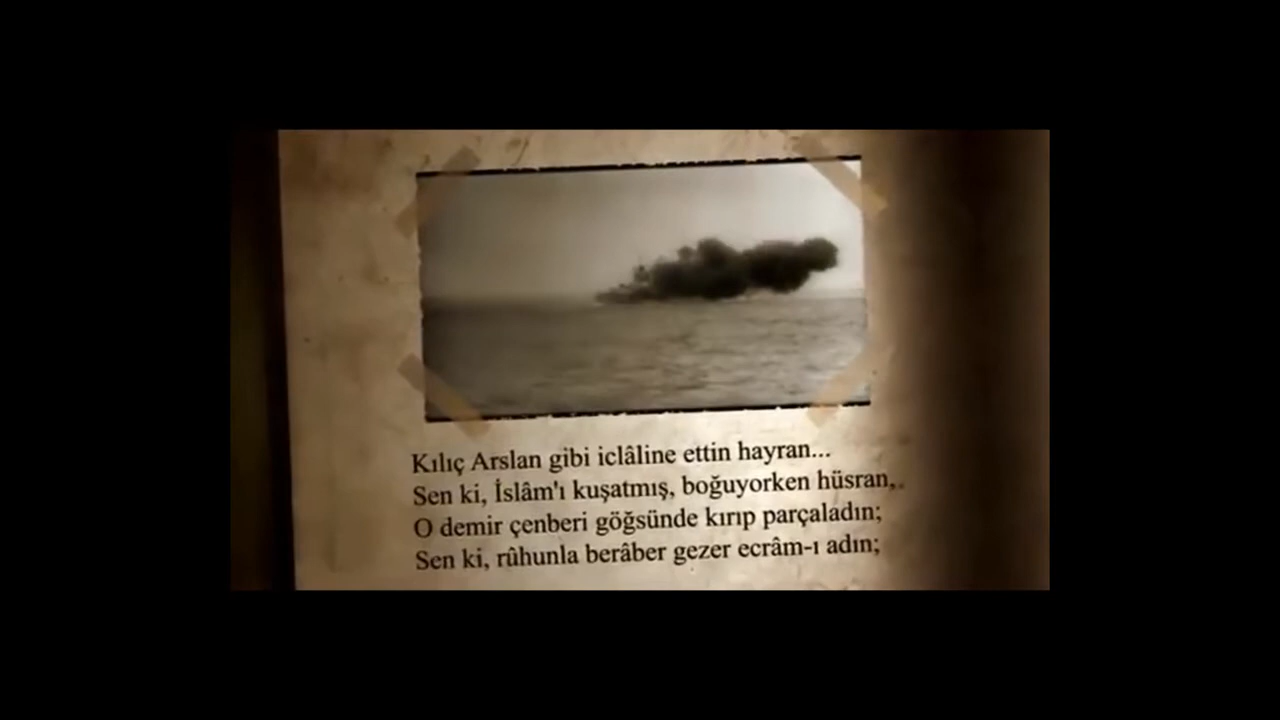 Kılıç Arslan gibi iclâline ettin hayran...
Sen ki, İslâm'ı kuşatmış, boğuyorken hüsran,
O demir çenberi göğsünde kırıp parçaladın;
Sen ki, rûhunla berâber gezer ecrâm-ı adın;